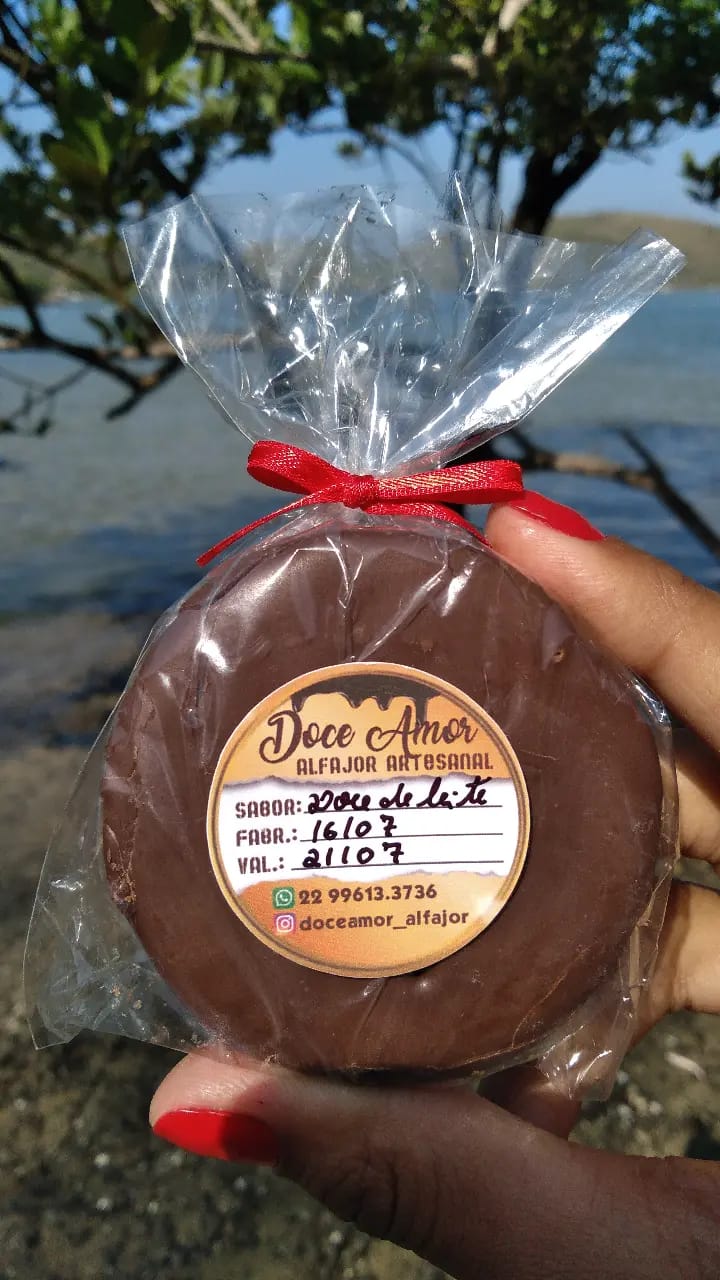 Doce Amor
ALFAJOR ARTESANAL
SABOR: Doce de leite
FABR.: 16/07
VAL.: 21/07
22 99613.3736
doceamor_alfajor